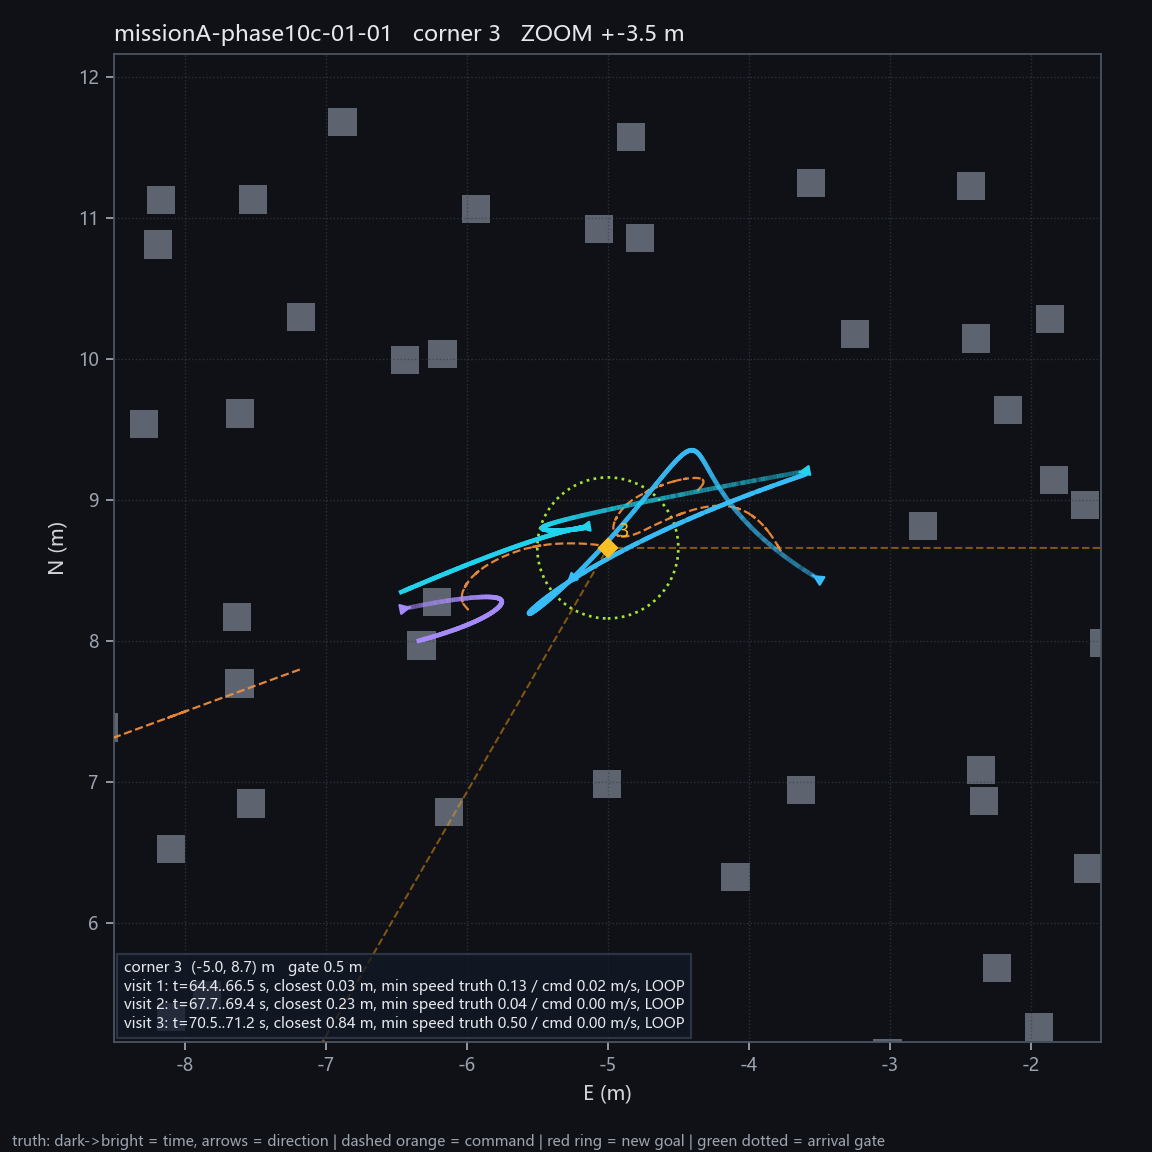 missionA-phase10c-01-01   corner 3   ZOOM +-3.5 m
12
11
10
9
8
7
6
N (m)
3
corner 3  (-5.0, 8.7) m   gate 0.5 m
visit 1: t=64.4..66.5 s, closest 0.03 m, min speed truth 0.13 / cmd 0.02 m/s, LOOP
visit 2: t=67.7..69.4 s, closest 0.23 m, min speed truth 0.04 / cmd 0.00 m/s, LOOP
visit 3: t=70.5..71.2 s, closest 0.84 m, min speed truth 0.50 / cmd 0.00 m/s, LOOP
-8 -7 -6 -5 -4 -3 -2
E (m)
truth: dark->bright = time, arrows = direction | dashed orange = command | red ring = new goal | green dotted = arrival gate